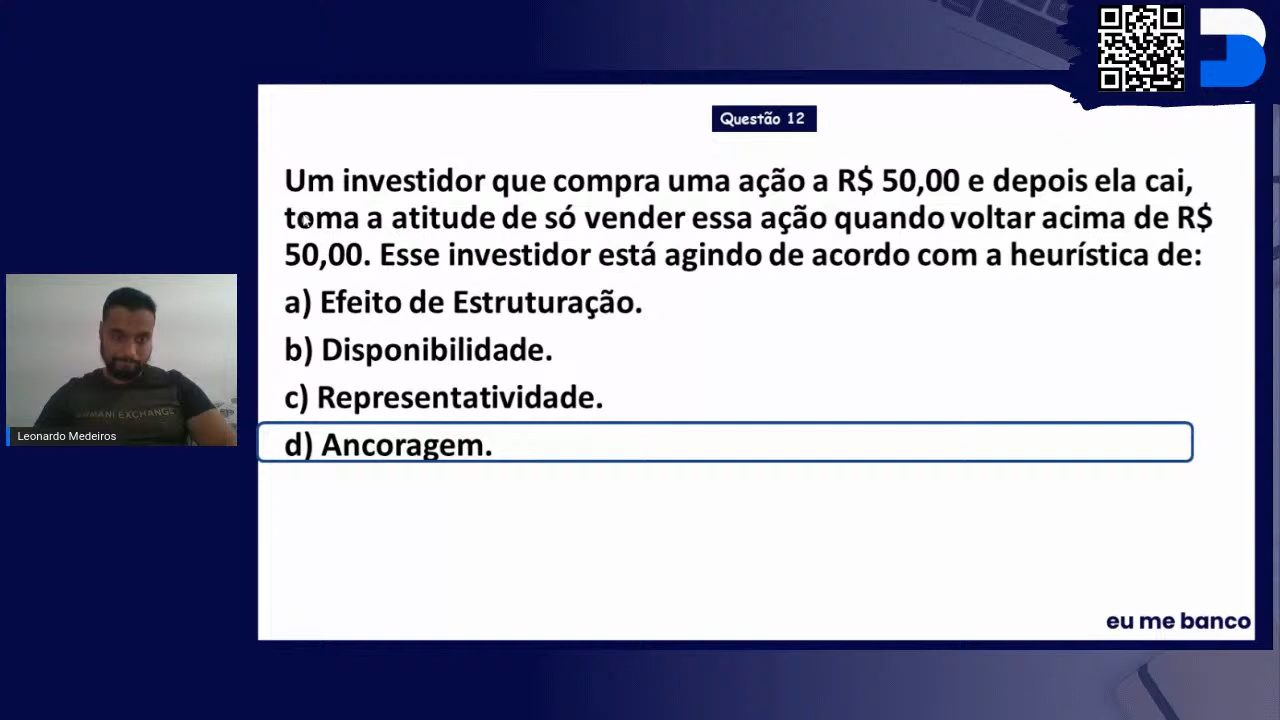 Questão 12
Um investidor que compra uma ação a R$ 50,00 e depois ela cai,
toma a atitude de só vender essa ação quando voltar acima de R$
50,00. Esse investidor está agindo de acordo com a heurística de:
a) Efeito de Estruturação.
b) Disponibilidade.
c) Representatividade.
d) Ancoragem.
ARMANI EXCHANGE
Leonardo Medeiros
eu me banco